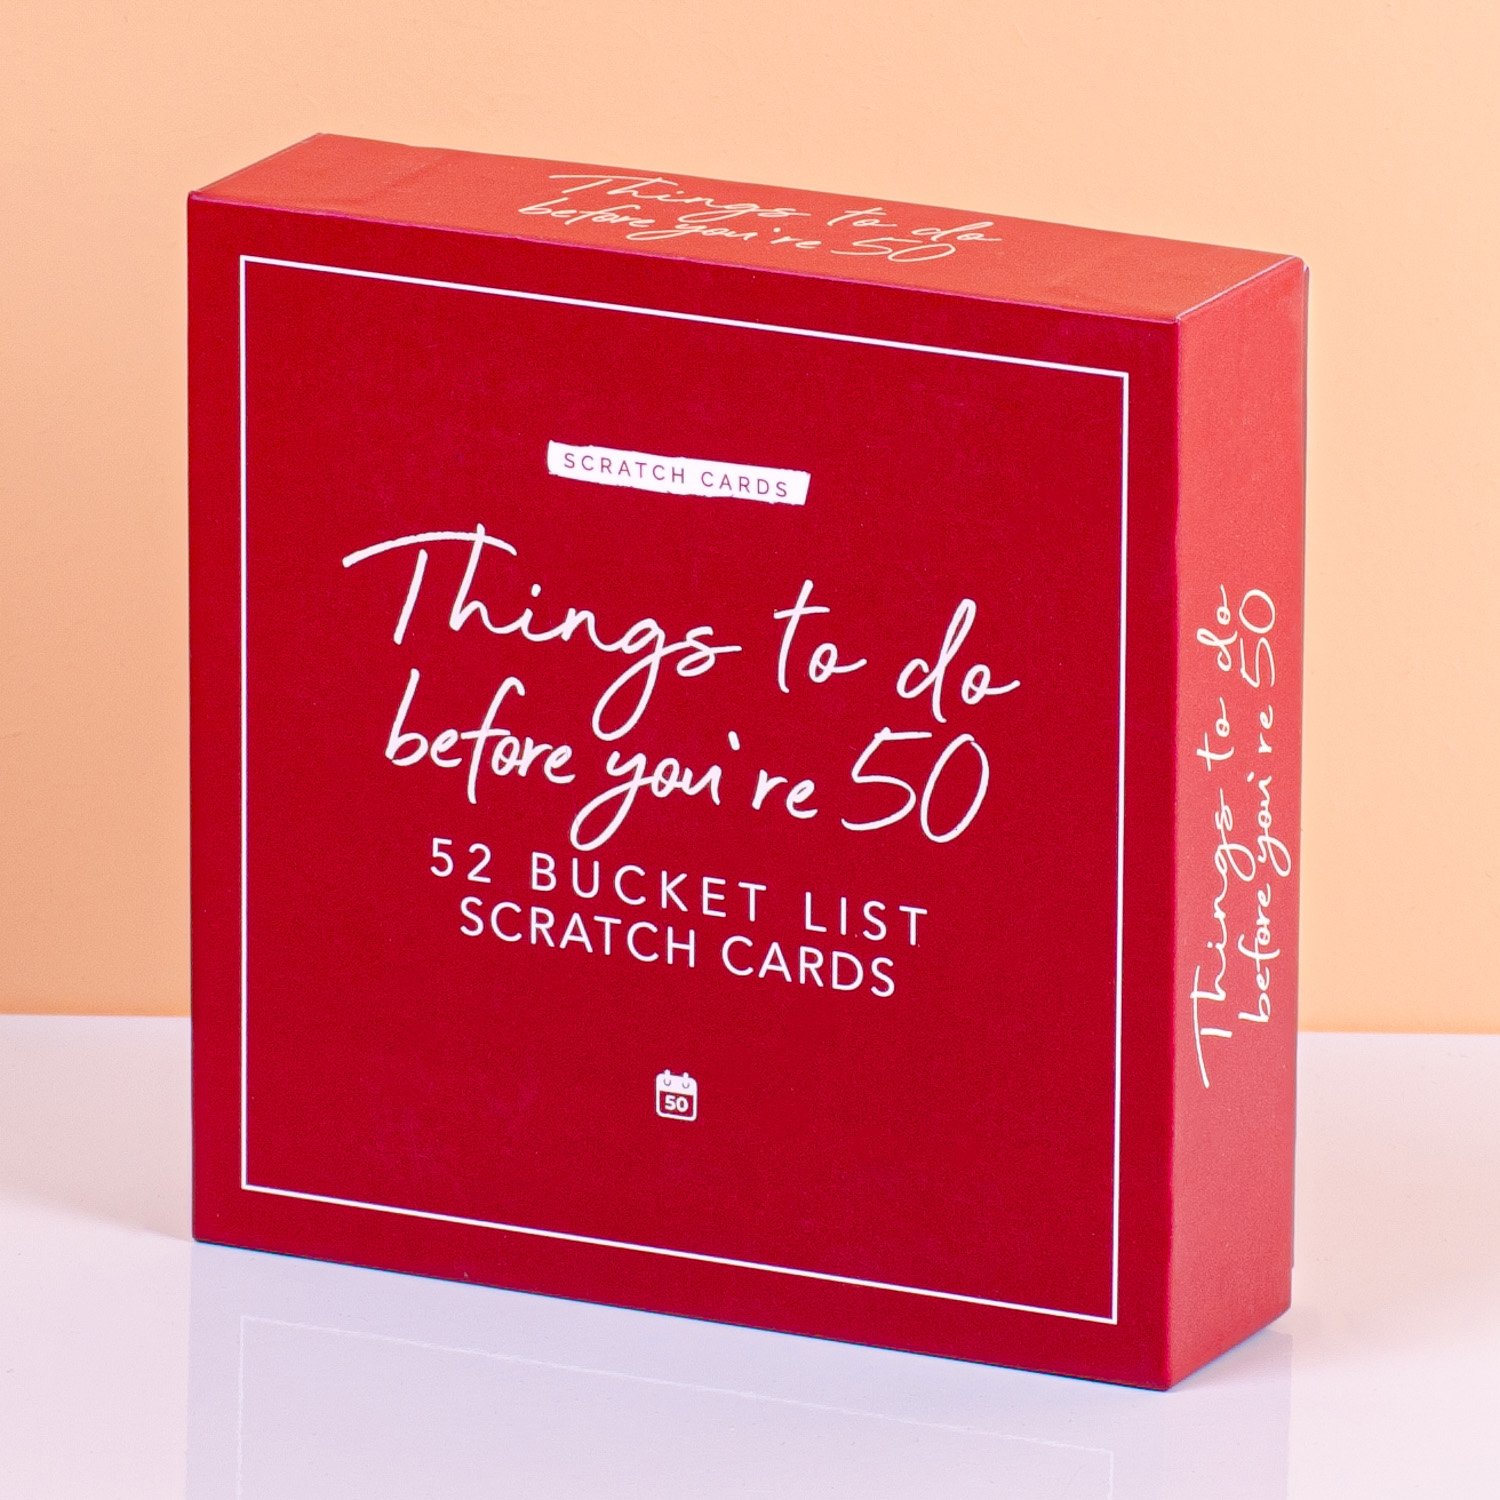 Things to do
before you're 50
SCRATCH CARDS
Things to do
before you're 50
52 BUCKET LIST
SCRATCH CARDS
50
Things to do
before you're 50